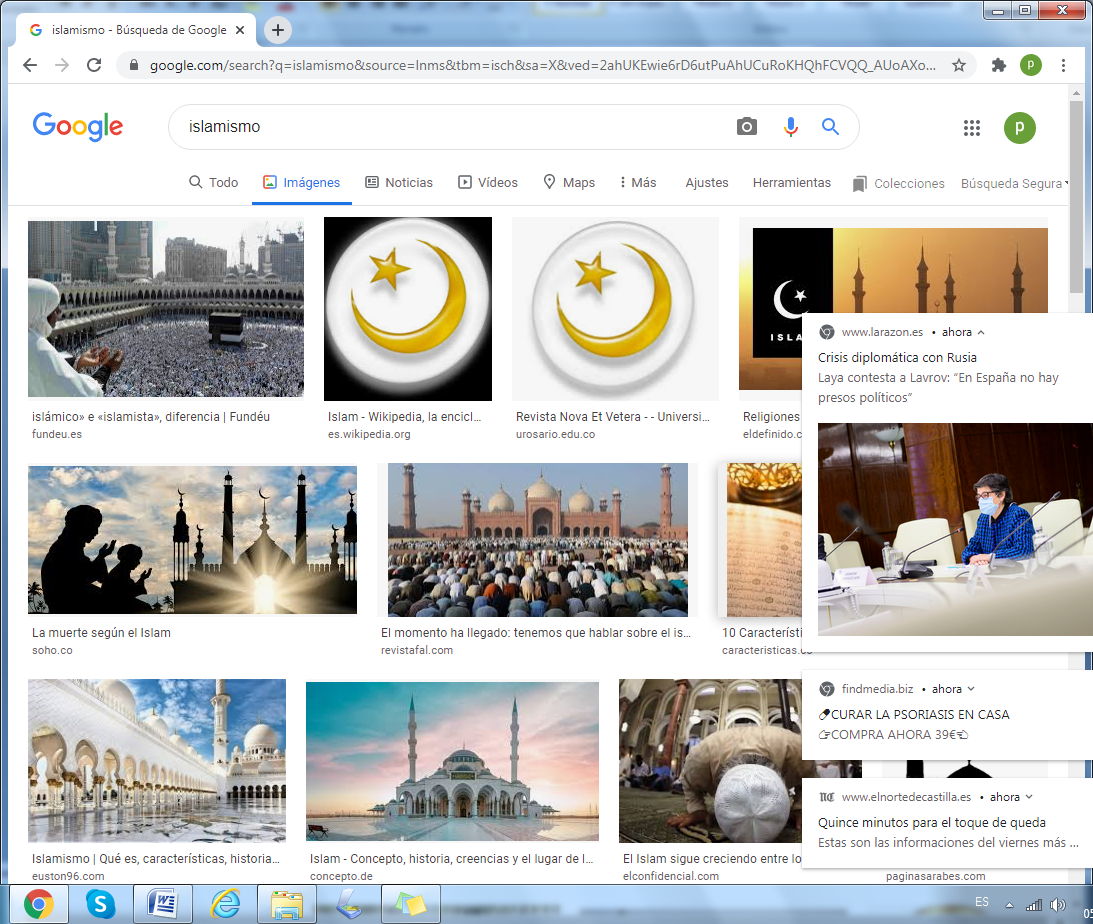 islamismo - Búsqueda de Google
google.com/search?q=islamismo&source=lnms&tbm=isch&sa=X&ved=2ahUKEwie6rD6utPuAhUCuRoKHQhFCVQQ_AUoAXo...
P
Google
islamismo
p
Todo
Imágenes
Noticias
Vídeos
Maps
Más
Ajustes
Herramientas
Colecciones
Búsqueda Segura
ISLA
islámico» e «islamista», diferencia | Fundéu
fundeu.es
Islam - Wikipedia, la encicl...
es.wikipedia.org
Revista Nova Et Vetera - - Universi...
urosario.edu.co
Religiones
eldefinido.c
www.larazon.es • ahora
Crisis diplomática con Rusia
Laya contesta a Lavrov: “En España no hay
presos políticos”
La muerte según el Islam
soho.co
El momento ha llegado: tenemos que hablar sobre el is...
revistafal.com
10 Característi
caracteristicas.co
findmedia.biz • ahora
CURAR LA PSORIASIS EN CASA
COMPRA AHORA 39€
NC www.elnortedecastilla.es • ahora
Quince minutos para el toque de queda
Estas son las informaciones del viernes más ...
Islamismo | Qué es, características, historia...
euston96.com
Islam - Concepto, historia, creencias y el lugar de l...
concepto.de
El Islam sigue creciendo entre lo
elconfidencial.com
paginasarabes.com
ES
05